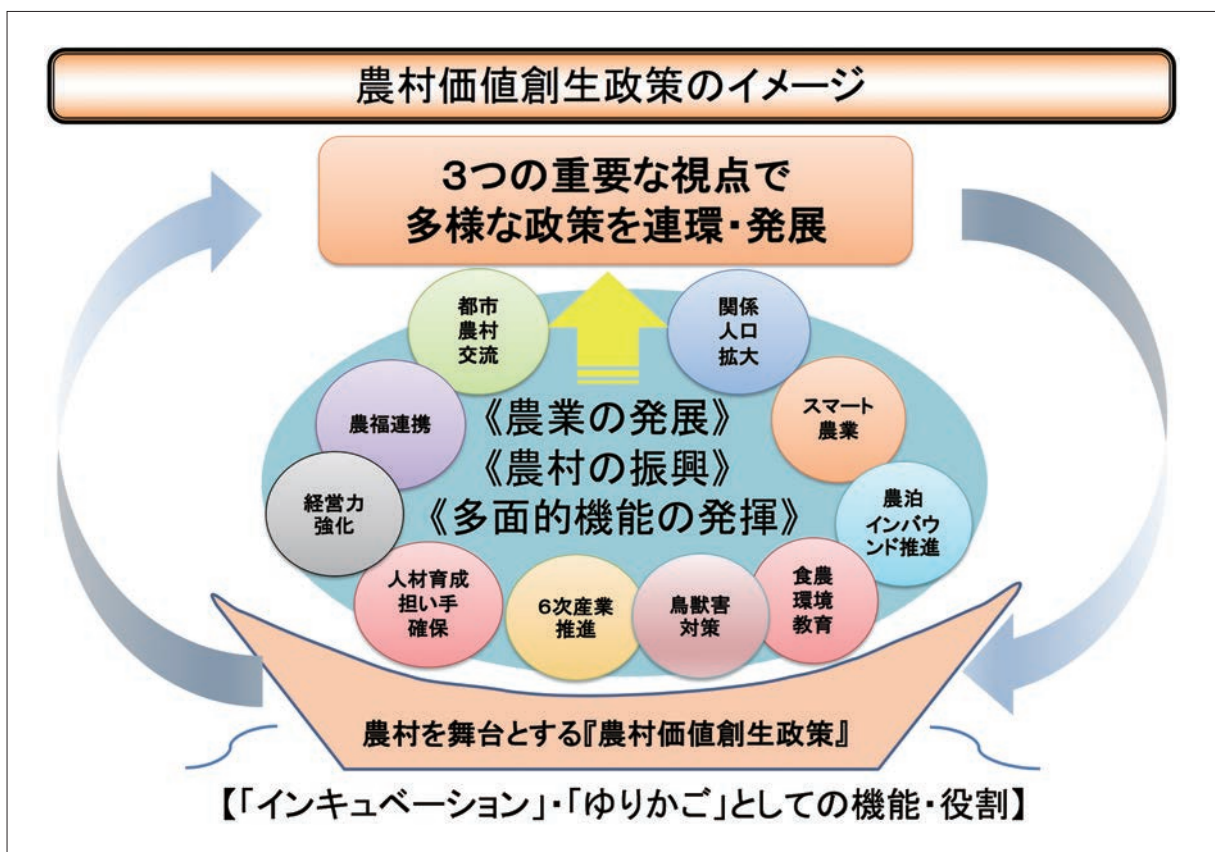 農村価値創生政策のイメージ
3つの重要な視点で
多様な政策を連環・発展
都市
農村
交流
関係
人口
拡大
農福連携
スマート
農業
《農業の発展》
《農村の振興》
《多面的機能の発揮》
経営力
強化
農泊
インバウ
ンド推進
人材育成
担い手
確保
6次産業
推進
鳥獣害
対策
食農
環境
教育
農村を舞台とする『農村価値創生政策』
【「インキュベーション」・「ゆりかご」としての機能・役割】